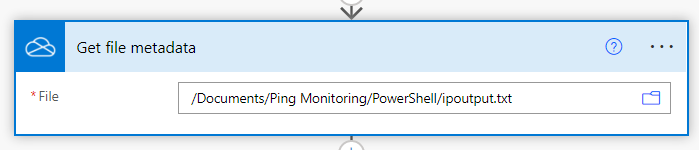 Get file metadata
* File
/Documents/Ping Monitoring/PowerShell/ipoutput.txt